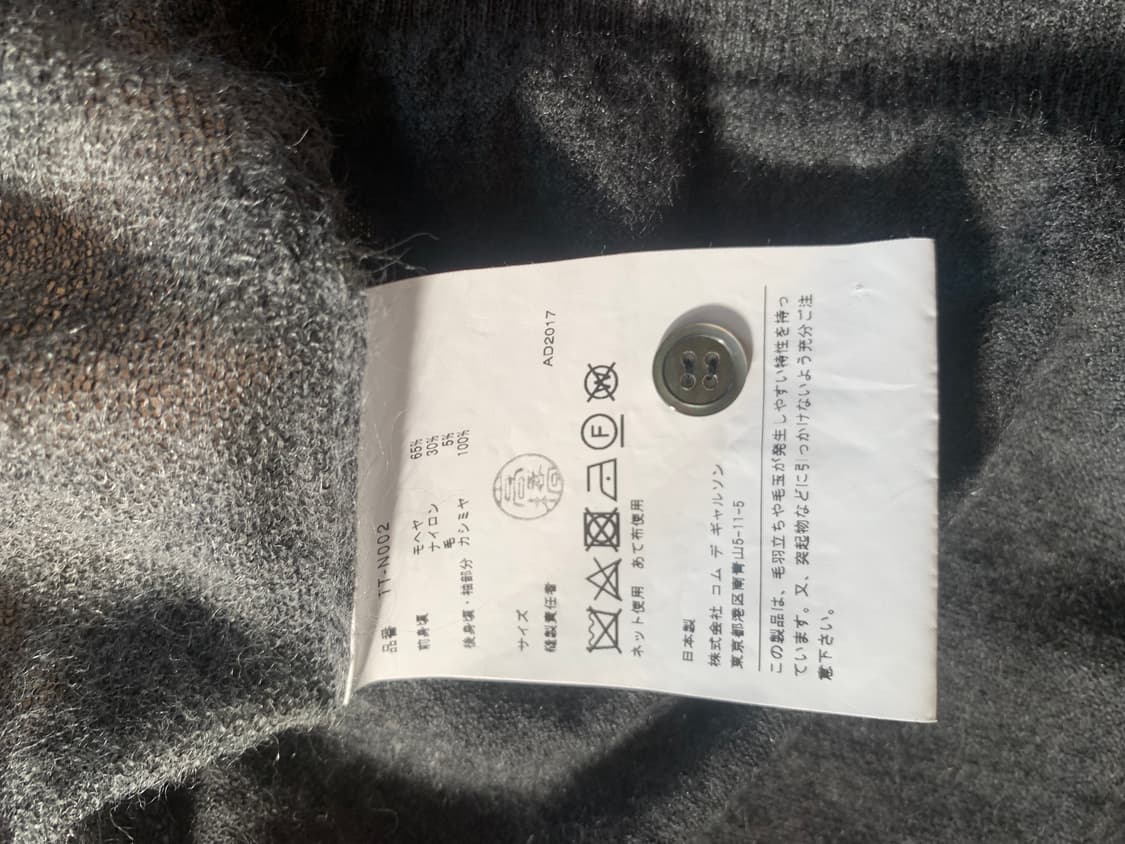 品番 TT-N002
前身頃 モヘヤ 65%
ナイロン 30%
毛 5%
後身頃・袖部分 カシミヤ 100%
サイズ
縫製責任者 AD2017
F
W
ネット使用 あて布使用
日本製
株式会社 コム デ ギャルソン
東京都港区南青山5-11-5
この製品は、毛羽立ちや毛玉が発生しやすい特性を持っ
ています。又、突起物などに引っかけないよう充分ご注
意下さい。